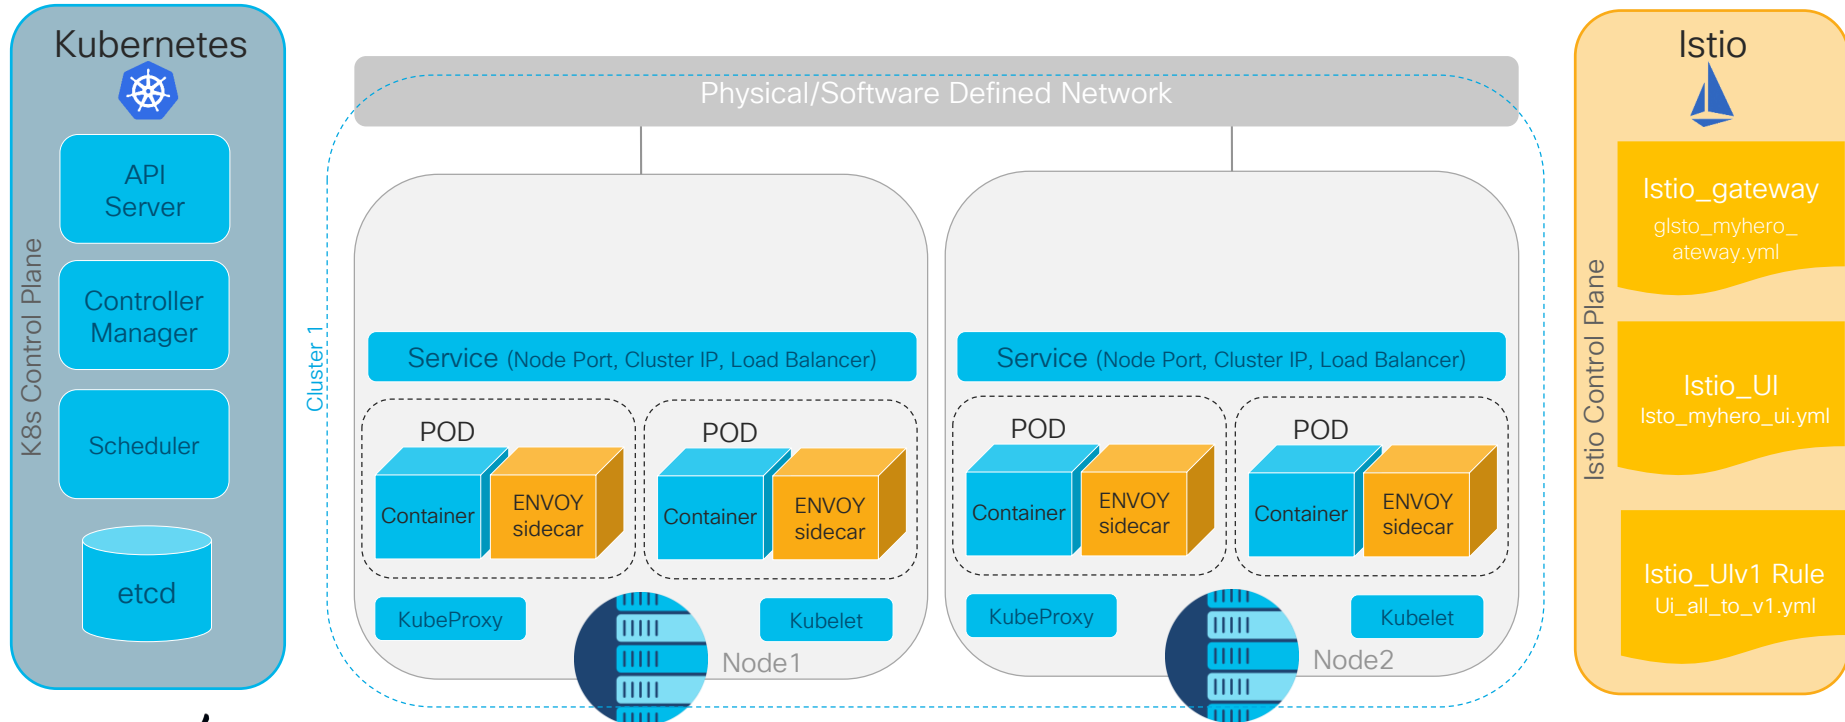 Kubernetes
K8s Control Plane
API
Server
Controller
Manager
Scheduler
etcd
Cluster 1
Physical/Software Defined Network
Service (Node Port, Cluster IP, Load Balancer)
POD
Container
ENVOY
sidecar
POD
Container
ENVOY
sidecar
KubeProxy
Kubelet
Node1
Service (Node Port, Cluster IP, Load Balancer)
POD
Container
ENVOY
sidecar
POD
Container
ENVOY
sidecar
KubeProxy
Kubelet
Node2
Istio
Istio Control Plane
Istio_gateway
gIsto_myhero_
ateway.yml
Istio_UI
Isto_myhero_ui.yml
Istio_UIv1 Rule
Ui_all_to_v1.yml